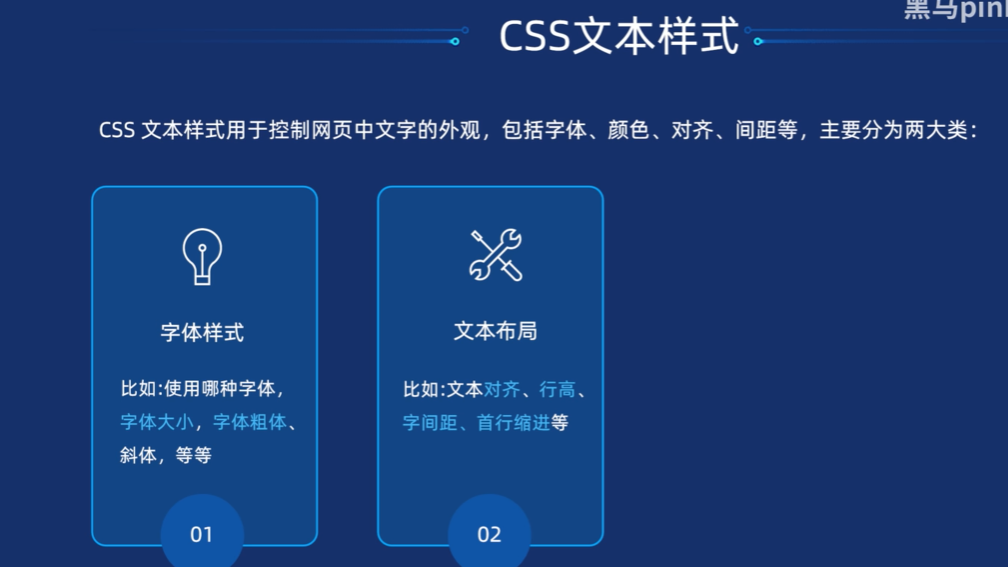 黑马pink
CSS文本样式
CSS 文本样式用于控制网页中文字的外观，包括字体、颜色、对齐、间距等，主要分为两大类：
字体样式
比如:使用哪种字体，
字体大小，字体粗体、
斜体，等等
01
文本布局
比如:文本对齐、行高、
字间距、首行缩进等
02